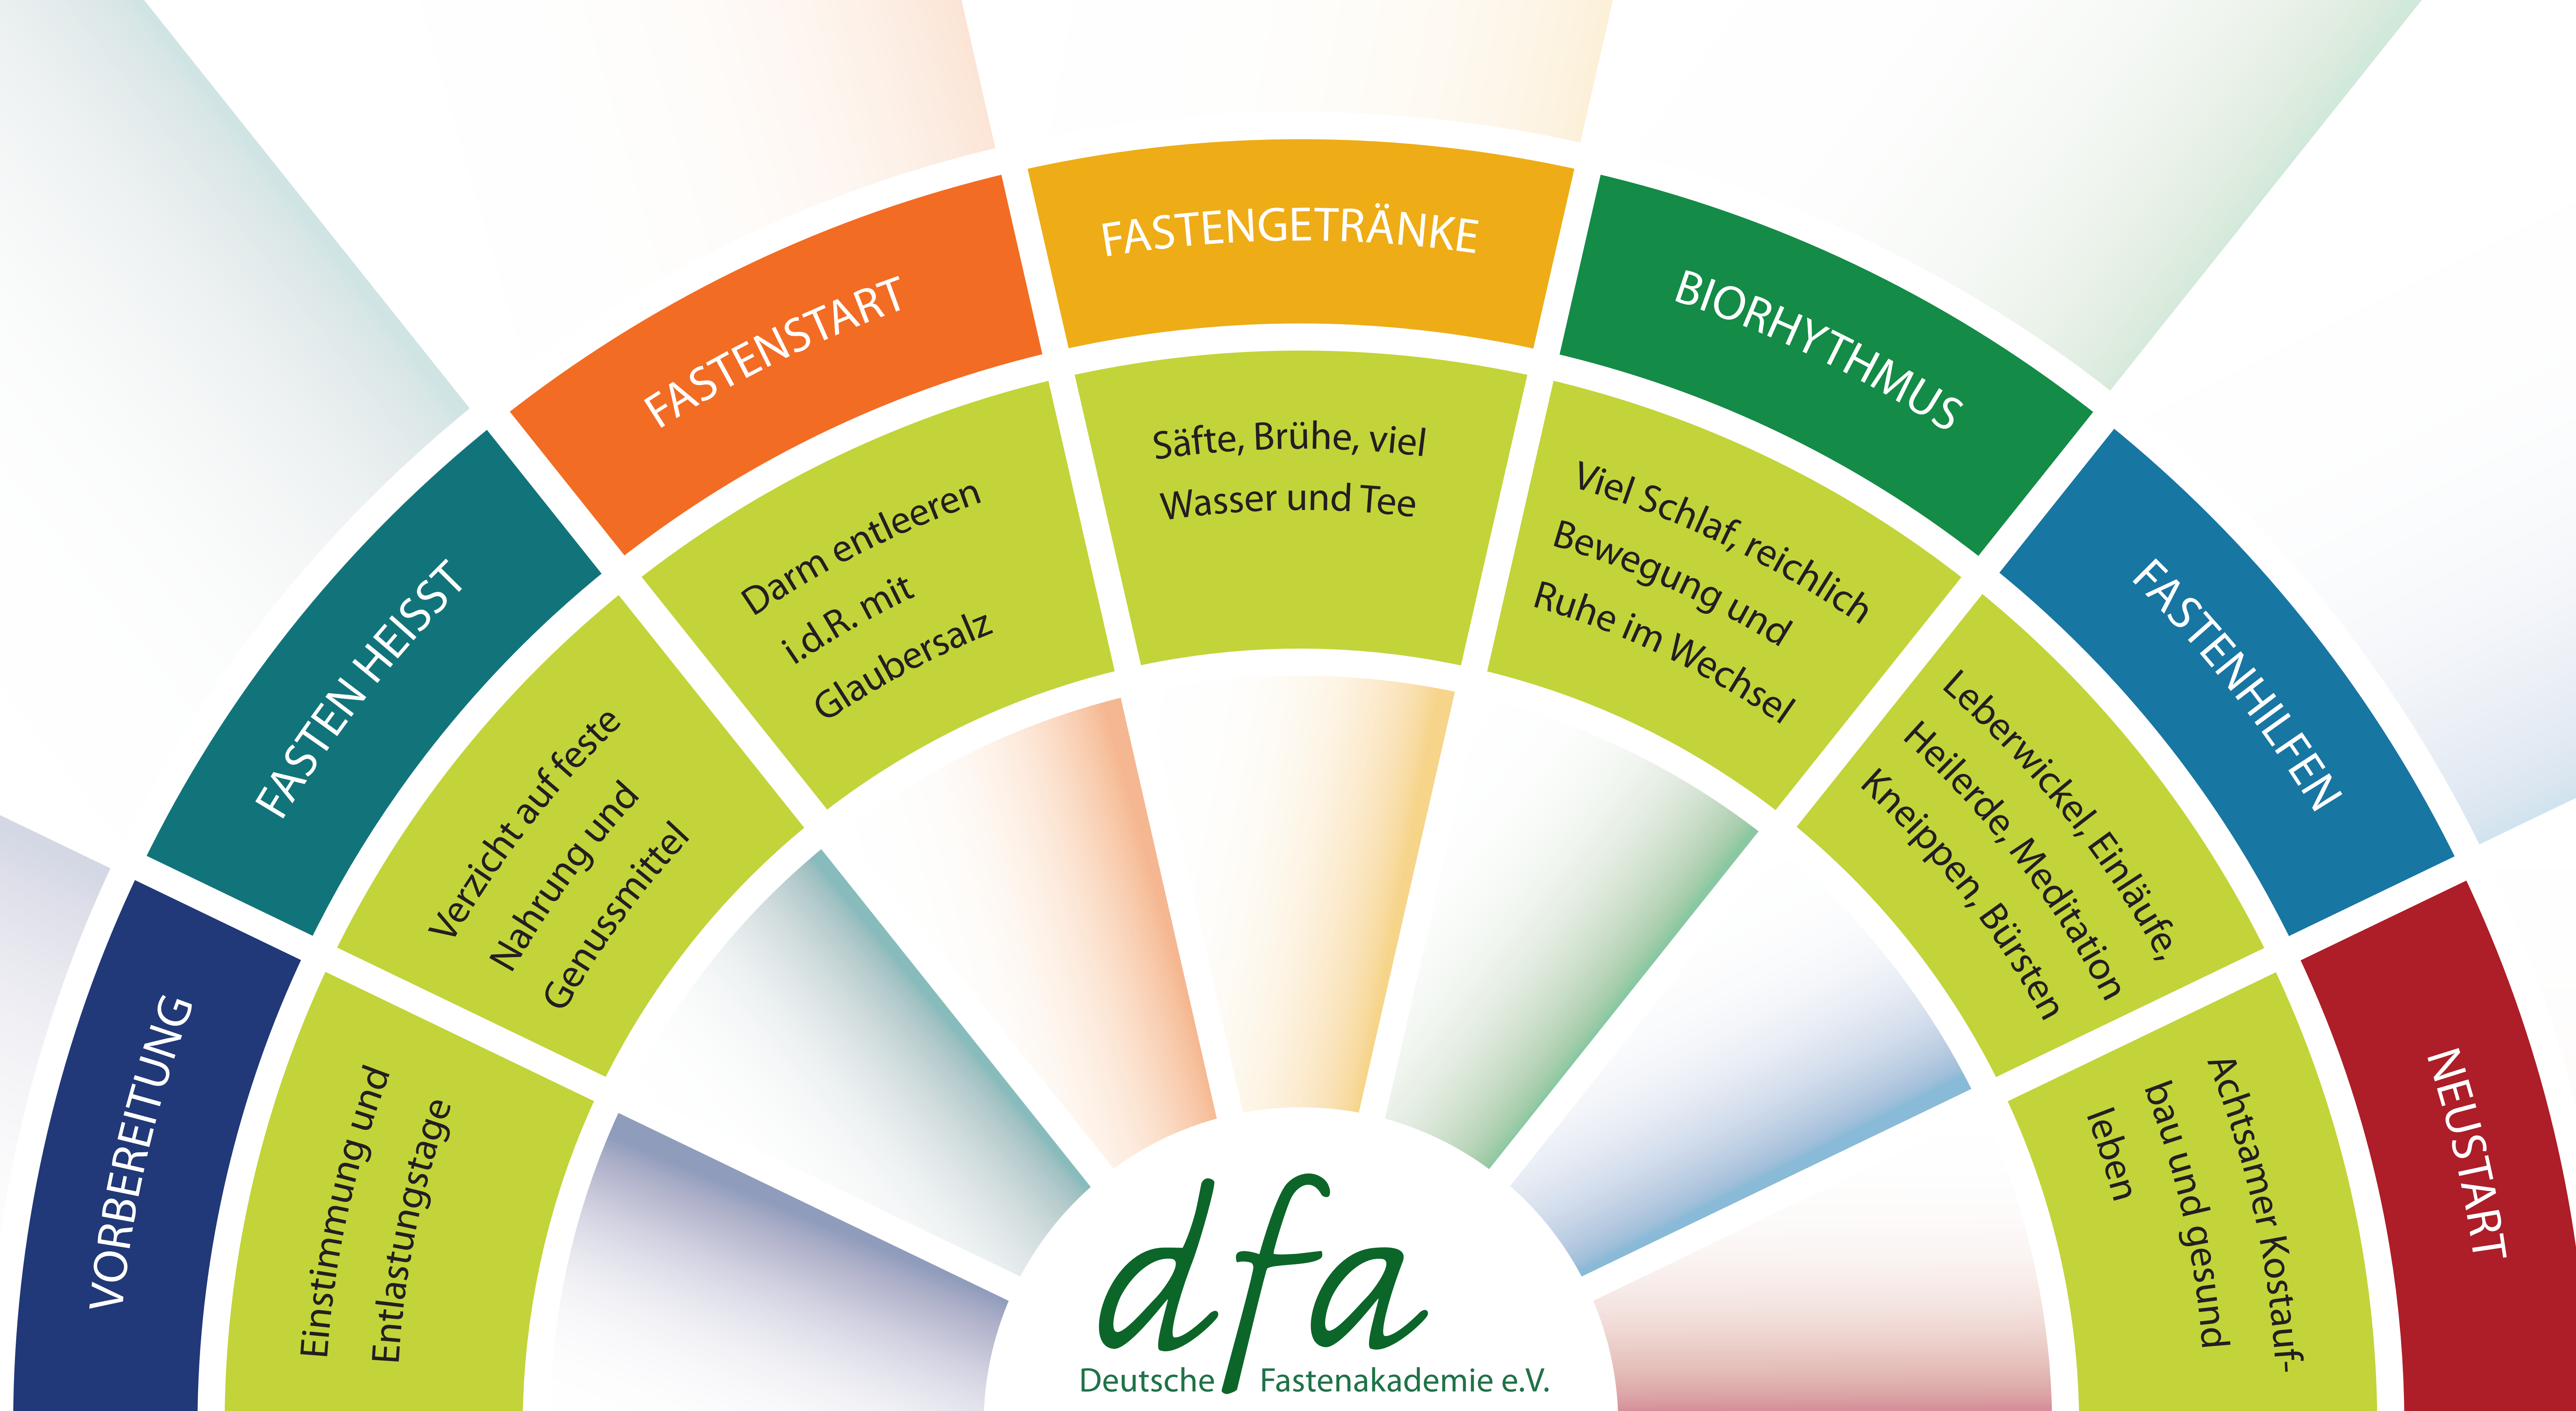 VORBEREITUNG
Einstimmung und
Entlastungstage
FASTEN HEISST
Verzicht auf feste
Nahrung und
Genussmittel
FASTENSTART
Darm entleeren
i.d.R. mit
Glaubersalz
FASTENGETRÄNKE
Säfte, Brühe, viel
Wasser und Tee
BIORHYTHMUS
Viel Schlaf, reichlich
Bewegung und
Ruhe im Wechsel
FASTENHILFEN
Leberwickel, Einläufe,
Heilerde, Meditation
Kneippen, Bürsten
NEUSTART
Achtsamer Kostauf-
bau und gesund
leben
dfa
Deutsche Fastenakademie e.V.